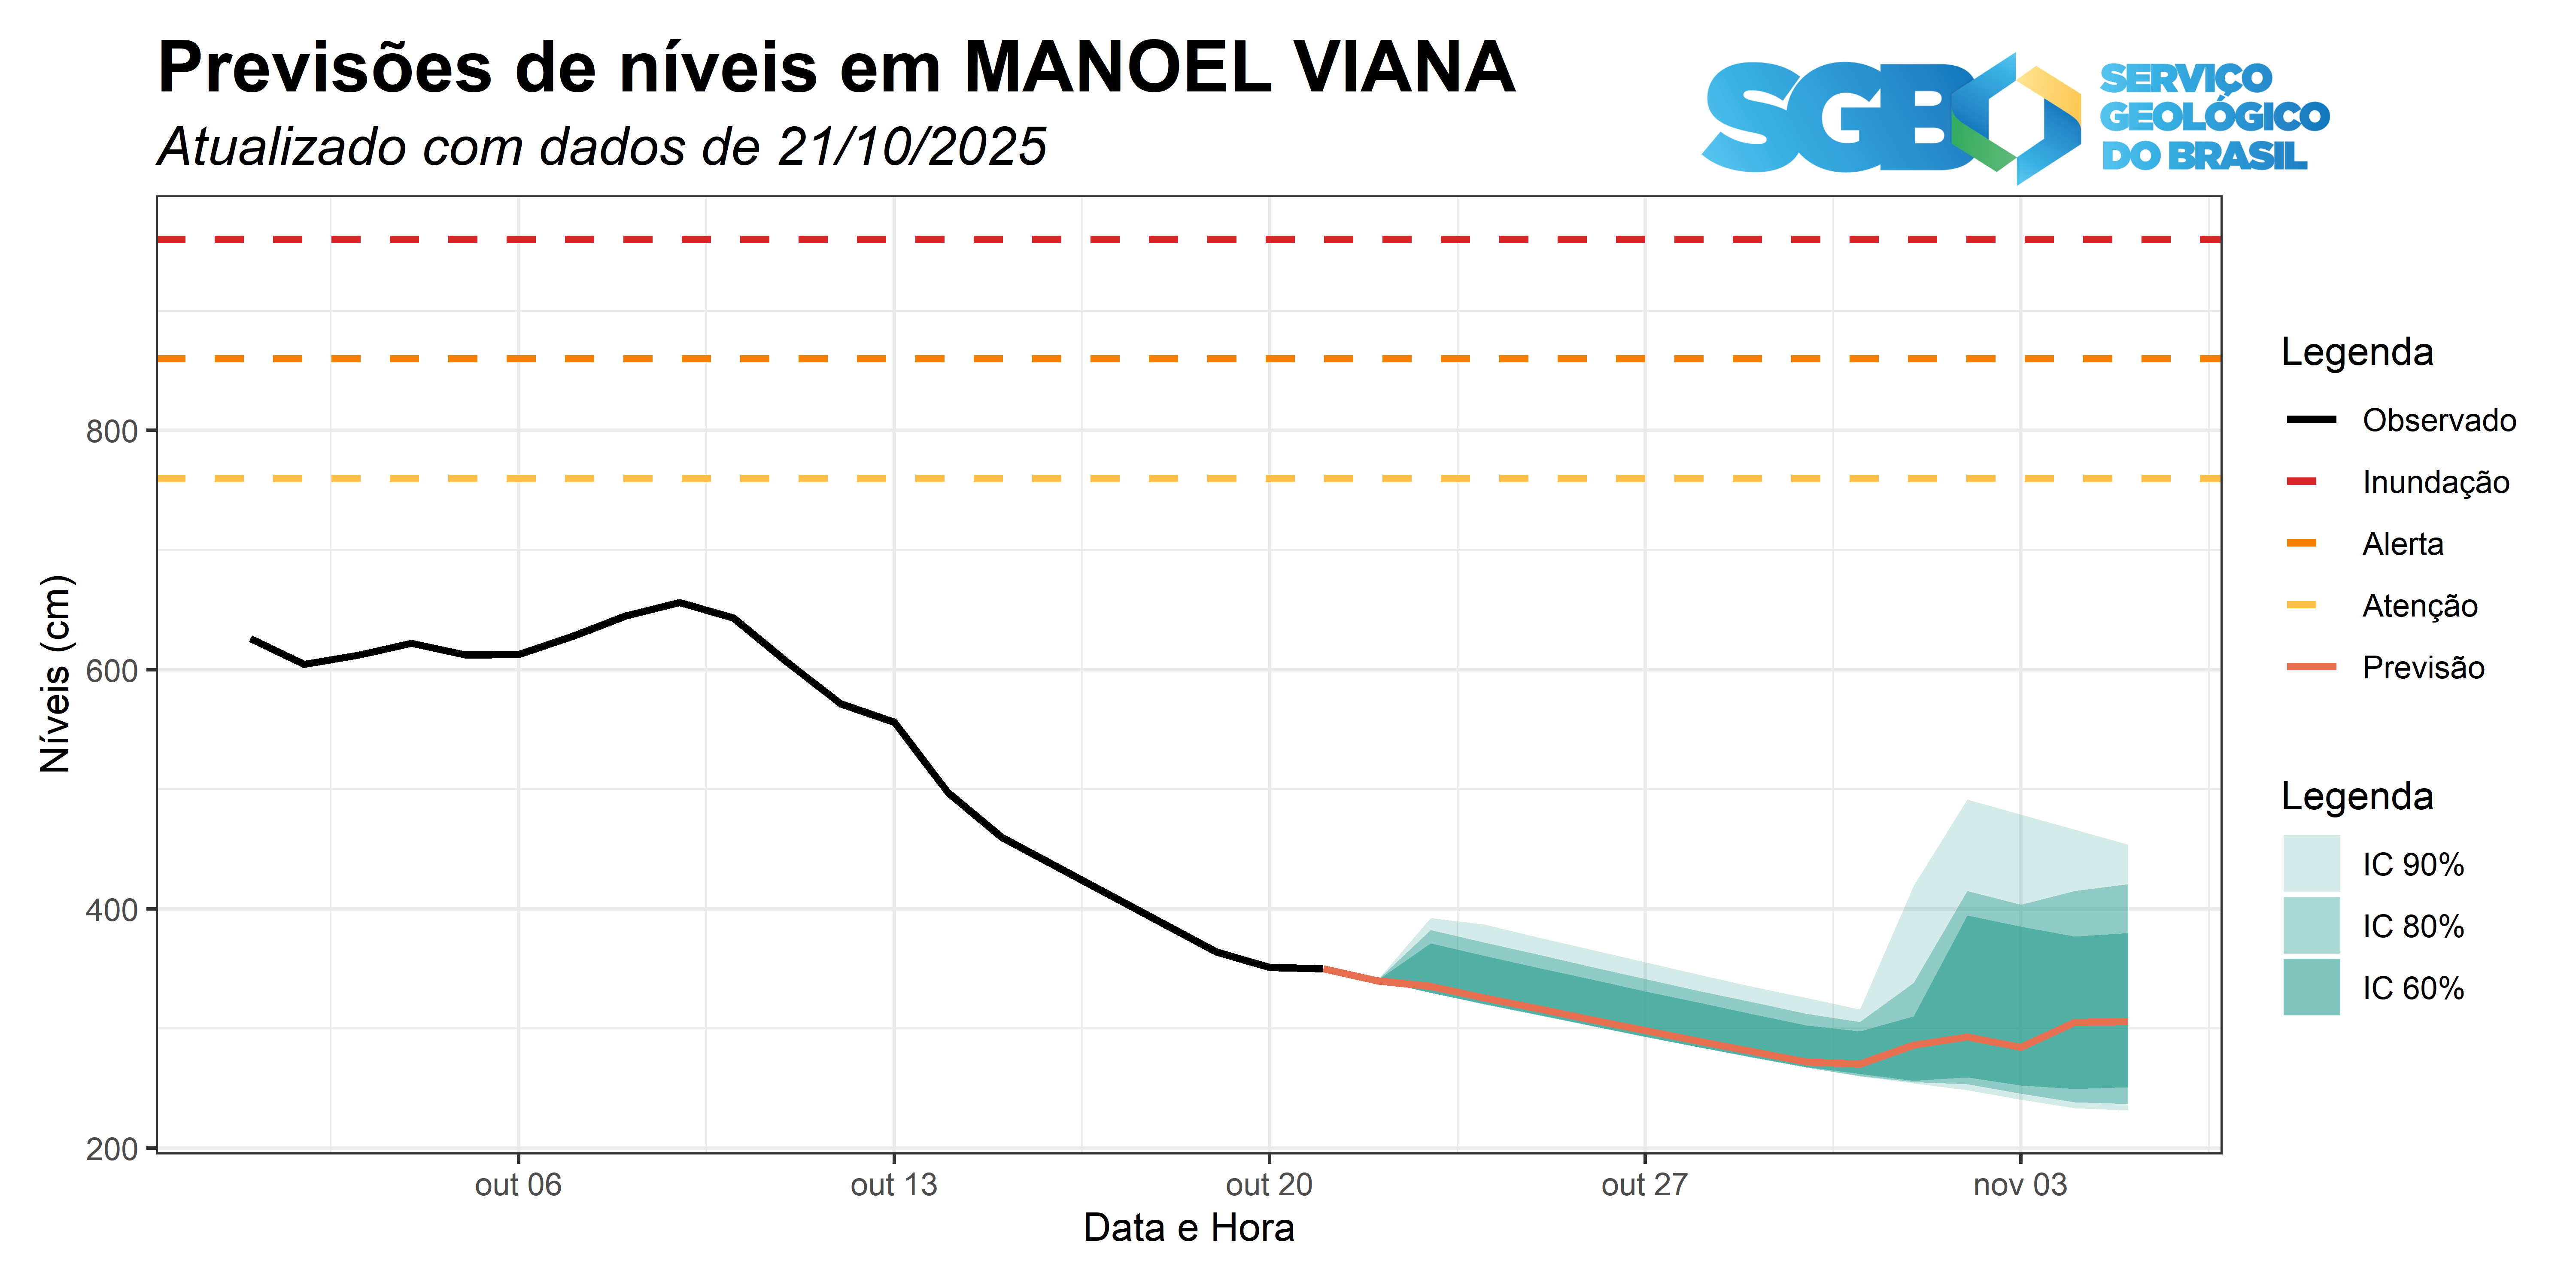 Previsões de níveis em MANOEL VIANA
Atualizado com dados de 21/10/2025
SGB
SERVIÇO
GEOLÓGICO
DO BRASIL
Níveis (cm)
800
600
400
200
out 06
out 13
out 20
out 27
nov 03
Data e Hora
Legenda
Observado
Inundação
Alerta
Atenção
Previsão
Legenda
IC 90%
IC 80%
IC 60%